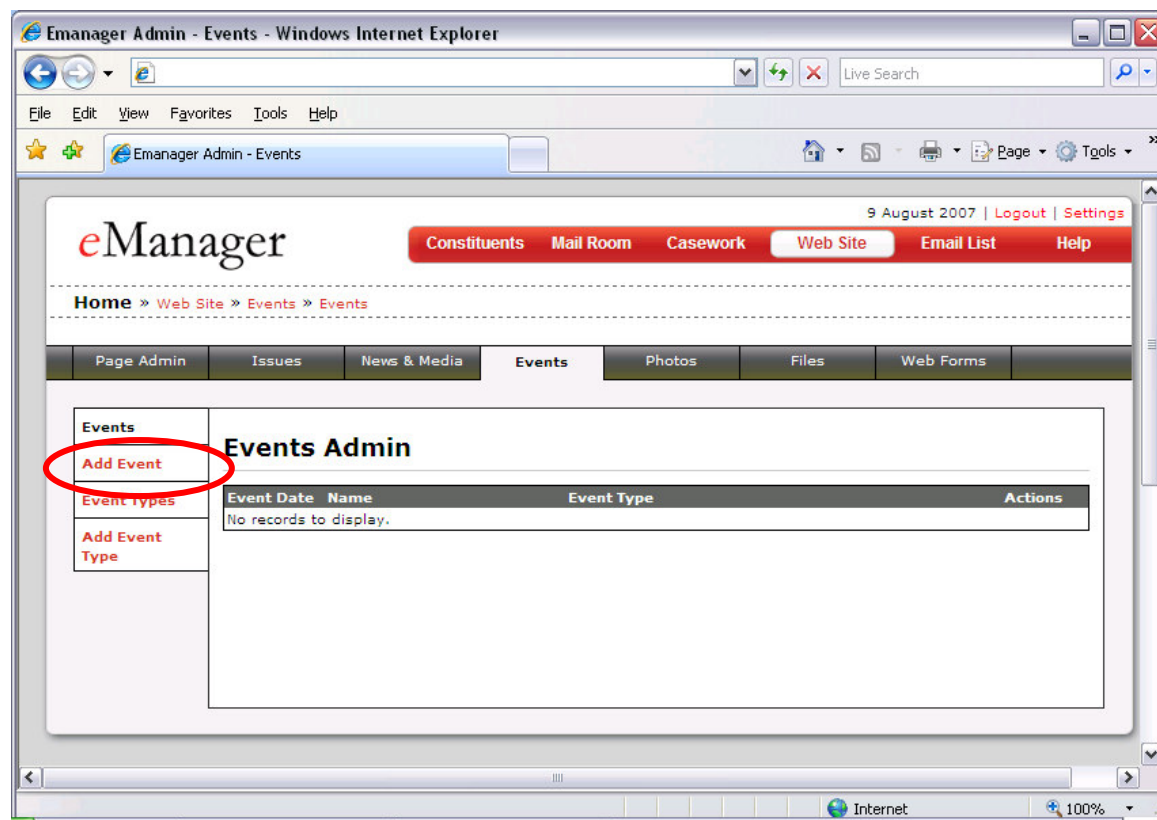 Emanager Admin - Events - Windows Internet Explorer
Live Search
File Edit View Favorites Tools Help
Emanager Admin - Events
Page Tools »
9 August 2007 | Logout | Settings
eManager
Constituents Mail Room Casework Web Site Email List Help
Home » Web Site » Events » Events
Page Admin Issues News & Media Events Photos Files Web Forms
Events
Add Event
Event Types
Add Event
Type
Events Admin
Event Date Name Event Type Actions
No records to display.
Internet 100%